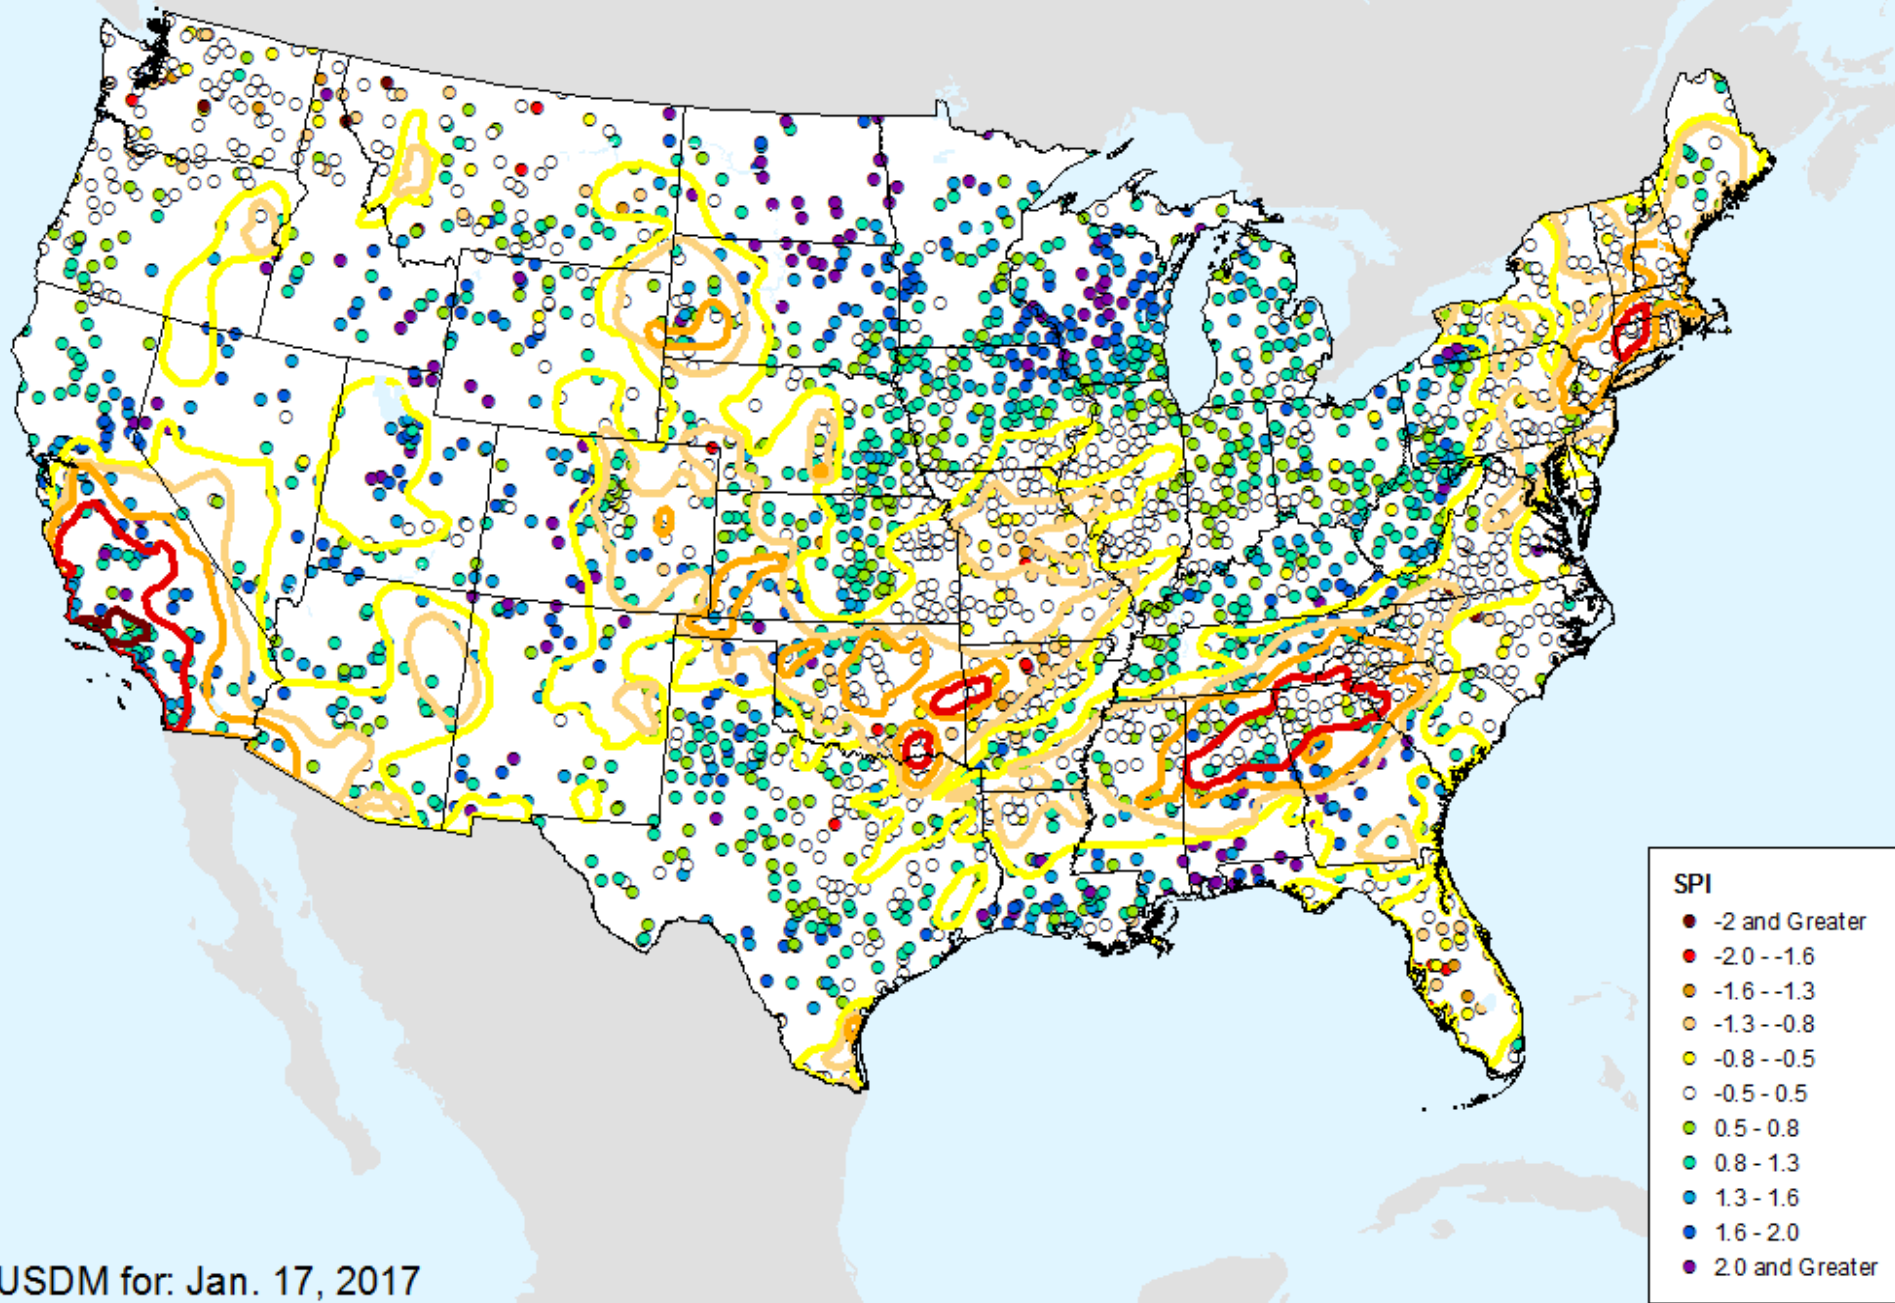 SPI
-2 and Greater
-2.0 - -1.6
-1.6 - -1.3
-1.3 - -0.8
-0.8 - -0.5
-0.5 - 0.5
0.5 - 0.8
0.8 - 1.3
1.3 - 1.6
1.6 - 2.0
2.0 and Greater
USDM for: Jan. 17, 2017